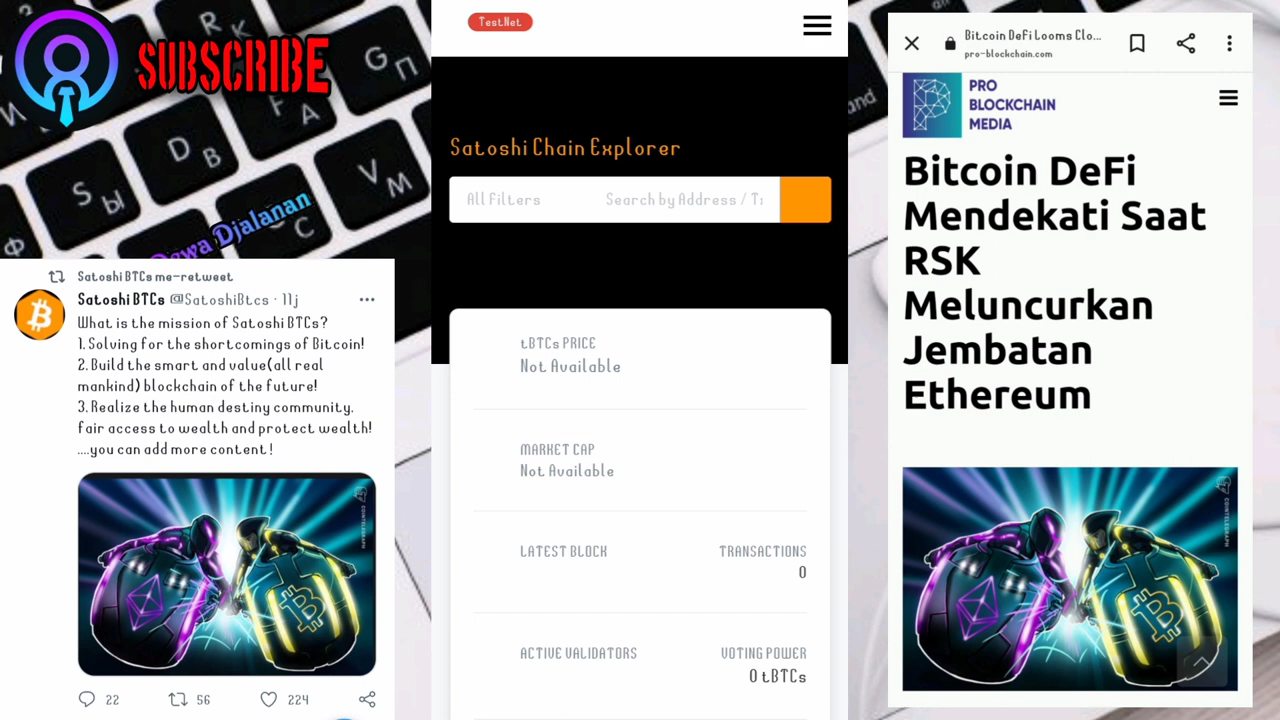 SUBSCRIBE
Dewa Djalanan
Satoshi BTCs me-retweet
Satoshi BTCs @SatoshiBtcs · 11j
What is the mission of Satoshi BTCs?
1. Solving for the shortcomings of Bitcoin!
2. Build the smart and value(all real
mankind) blockchain of the future!
3. Realize the human destiny community.
fair access to wealth and protect wealth!
....you can add more content !
COINTELEGRAPH
22 56 224
TestNet
Satoshi Chain Explorer
All Filters Search by Address / T
tBTCs PRICE
Not Available
MARKET CAP
Not Available
LATEST BLOCK TRANSACTIONS
0
ACTIVE VALIDATORS VOTING POWER
0 tBTCs
Bitcoin DeFi Looms Clo...
pro-blockchain.com
PRO
BLOCKCHAIN
MEDIA
Bitcoin DeFi
Mendekati Saat
RSK
Meluncurkan
Jembatan
Ethereum
COINTELEGRAPH
R K
Г П
F A
Д В
S Ы
V М
Ф
C
and